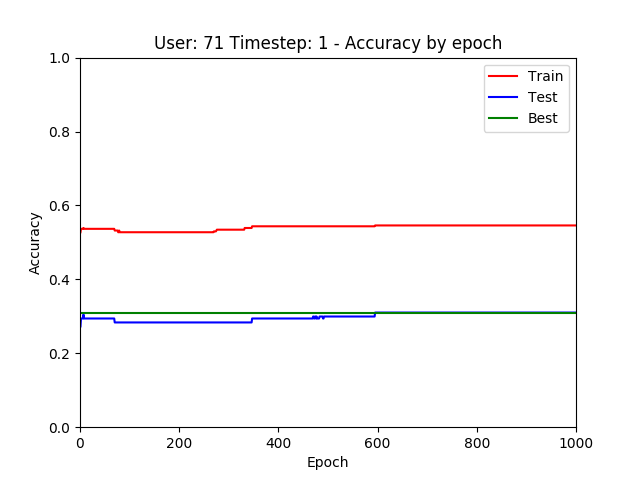 User: 71 Timestep: 1 - Accuracy by epoch
Train
Test
Best
Accuracy
1.0
0.8
0.6
0.4
0.2
0.0
0 200 400 600 800 1000
Epoch